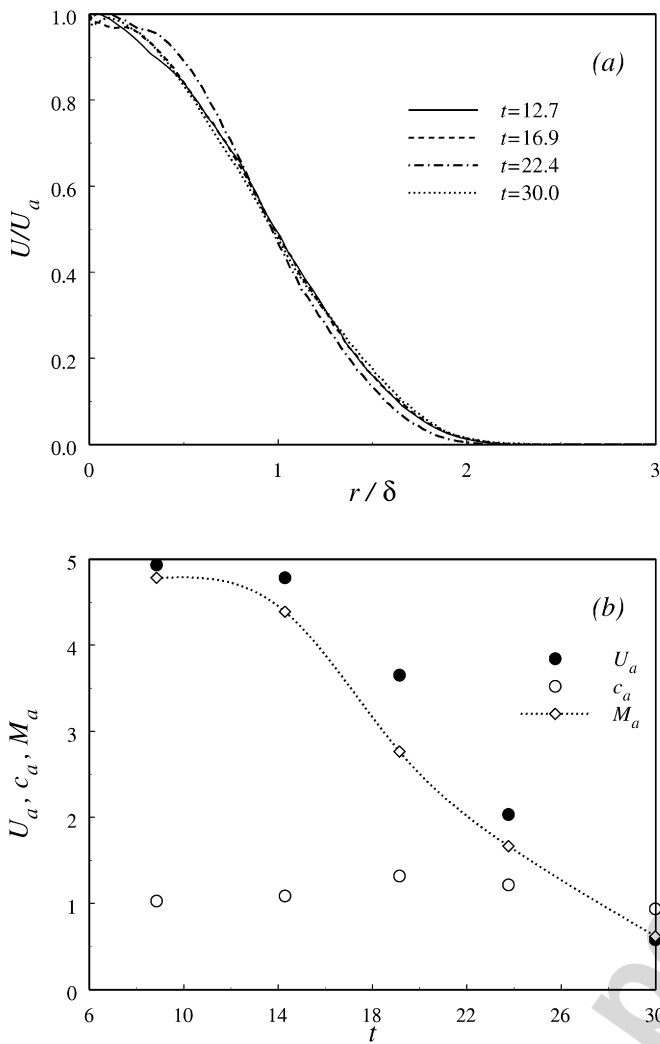 1.0
0.8
0.6
0.4
0.2
0.0
U/U_a
(a)
t=12.7
t=16.9
t=22.4
t=30.0
0
1
2
3
r / δ
5
4
3
2
1
0
U_a, c_a, M_a
(b)
U_a
c_a
M_a
6
10
14
18
22
26
30
t